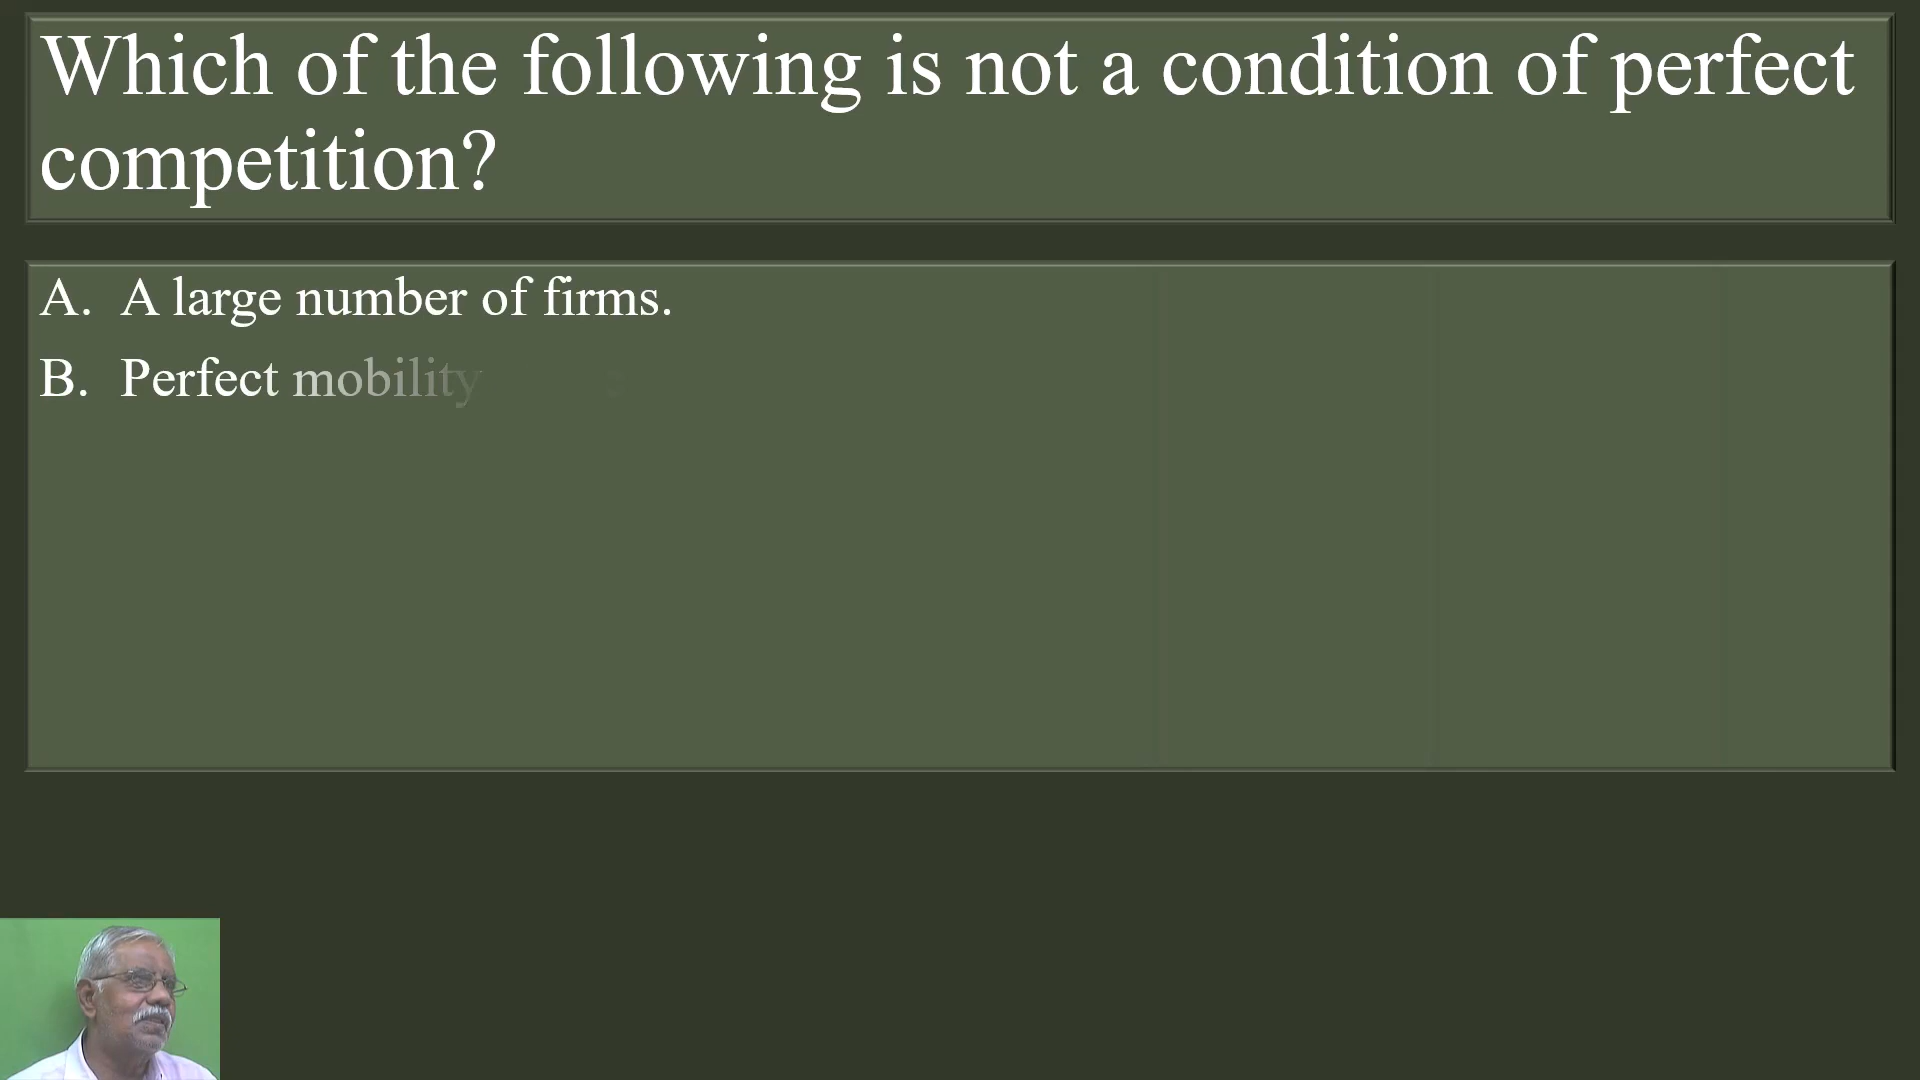 Which of the following is not a condition of perfect
competition?
A. A large number of firms.
B. Perfect mobility